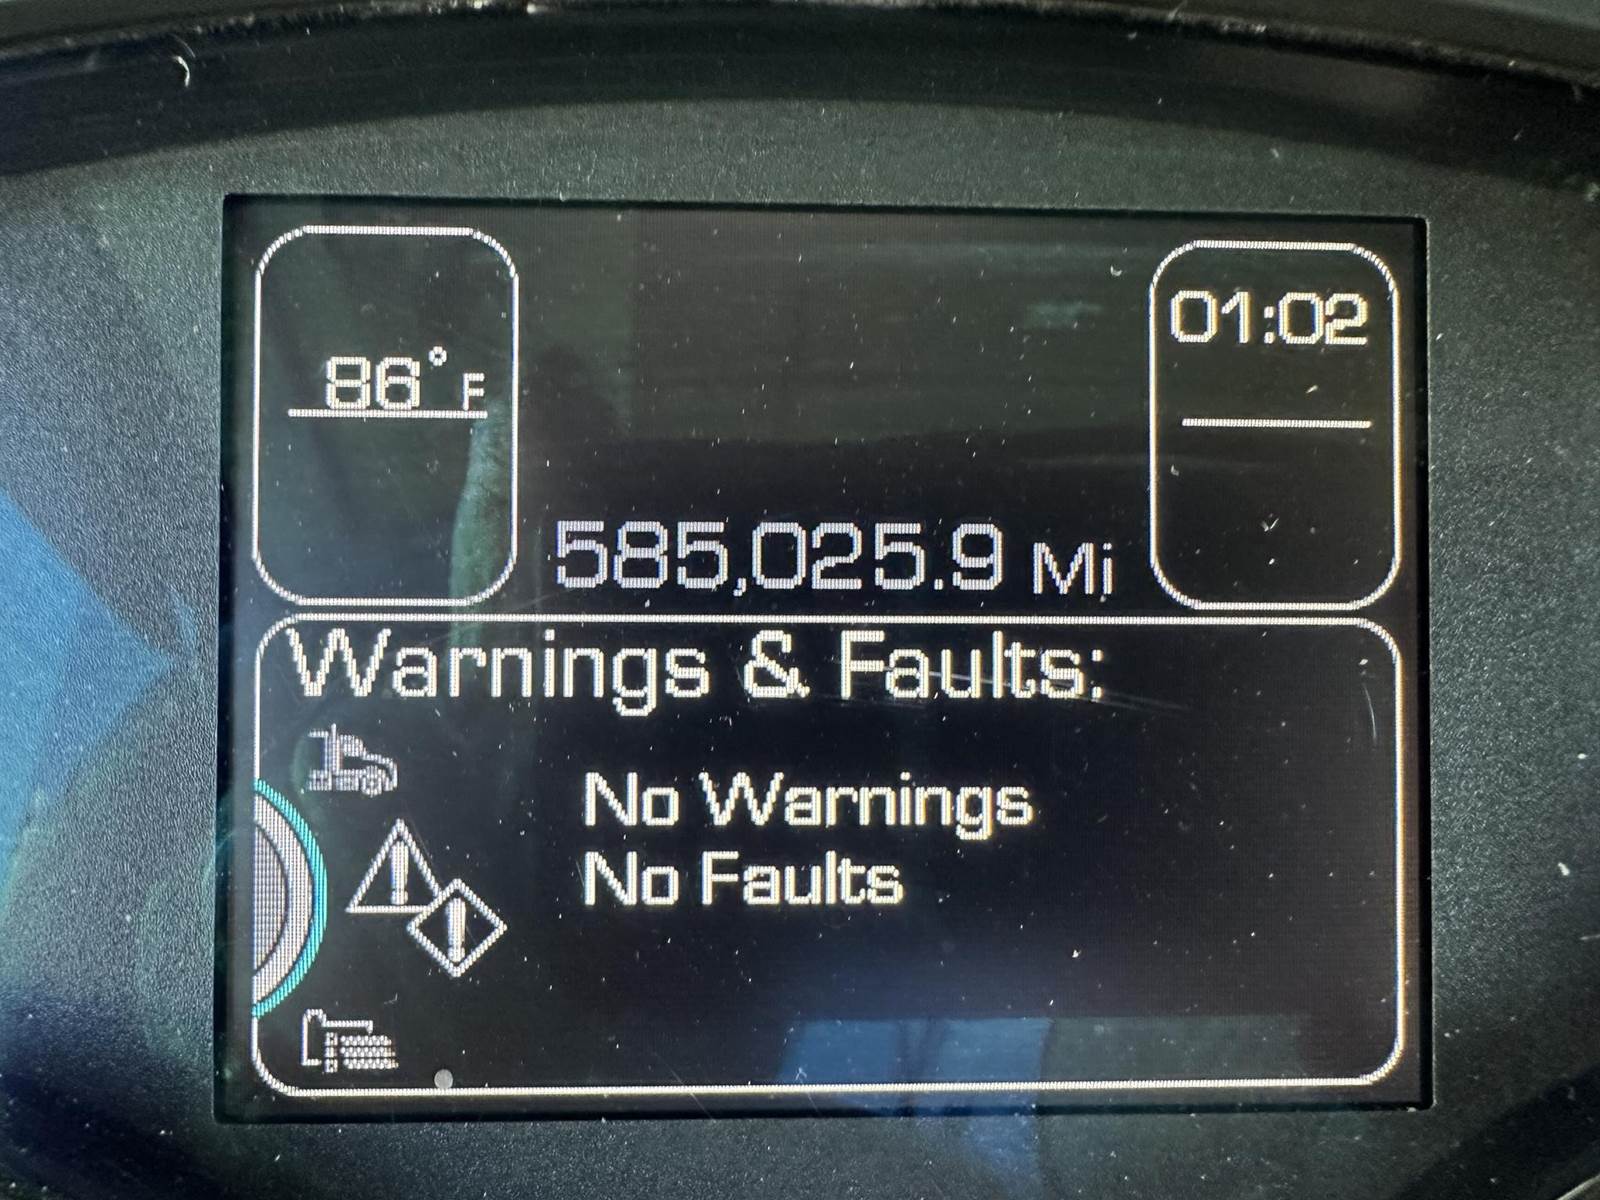 86° F
01:02
585,025.9 Mi
Warnings & Faults:
No Warnings
No Faults